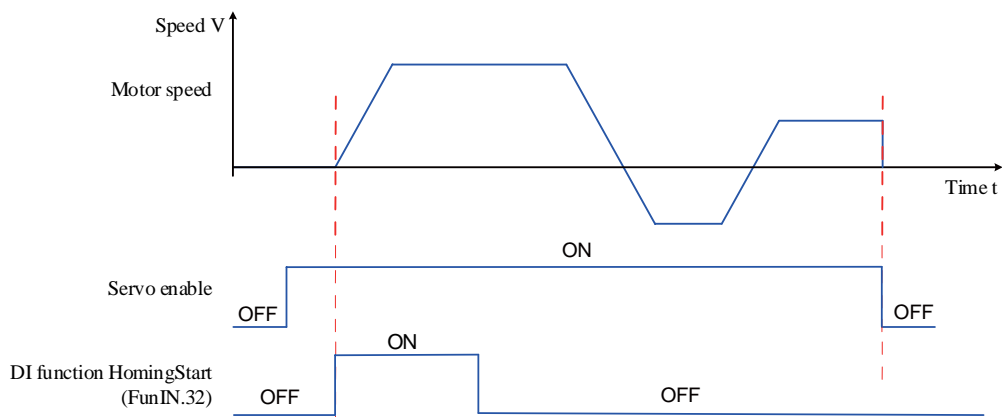 Speed V
Motor speed
Time t
ON
Servo enable
OFF
OFF
ON
DI function HomingStart
(FunIN.32)
OFF
OFF